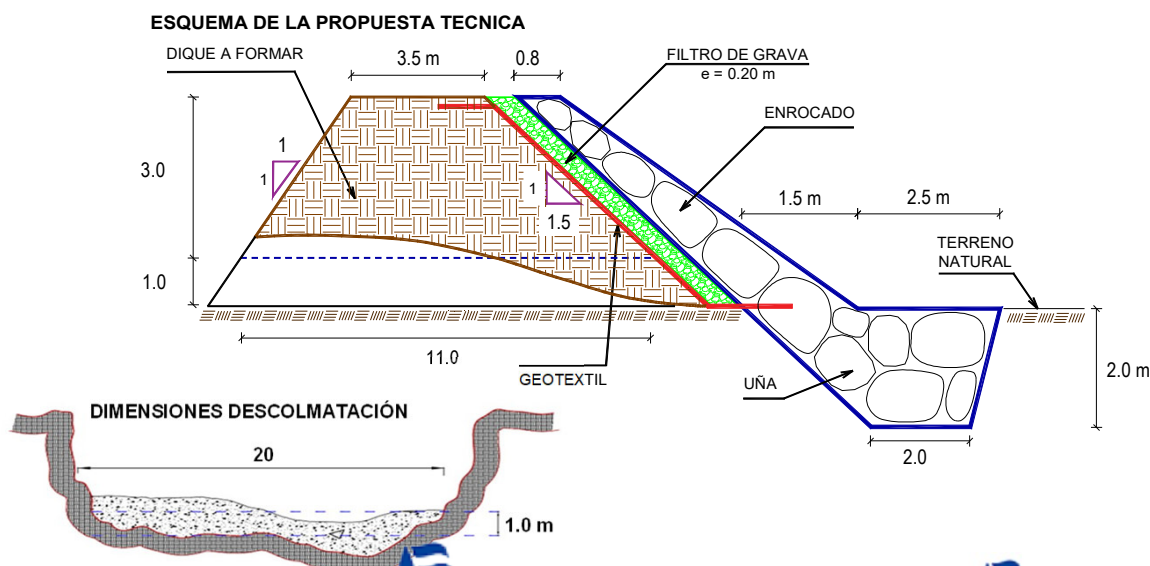 ESQUEMA DE LA PROPUESTA TECNICA
DIQUE A FORMAR
3.5 m
0.8
FILTRO DE GRAVA
e = 0.20 m
ENROCADO
1
1
3.0
1
1.5
1.5 m
2.5 m
TERRENO
NATURAL
1.0
11.0
GEOTEXTIL
UÑA
2.0 m
2.0
DIMENSIONES DESCOLMATACIÓN
20
1.0 m